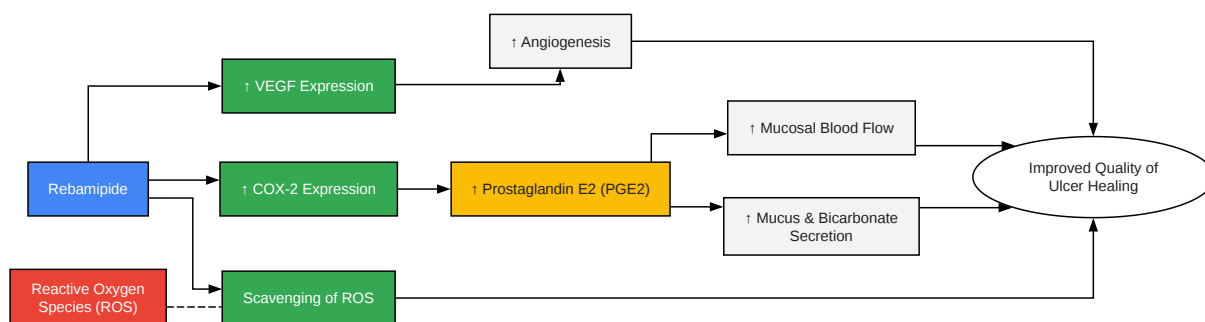 ↑ Angiogenesis
↑ VEGF Expression
↑ Mucosal Blood Flow
Rebamipide
↑ COX-2 Expression
↑ Prostaglandin E2 (PGE2)
Improved Quality of
Ulcer Healing
↑ Mucus & Bicarbonate
Secretion
Reactive Oxygen
Species (ROS)
Scavenging of ROS